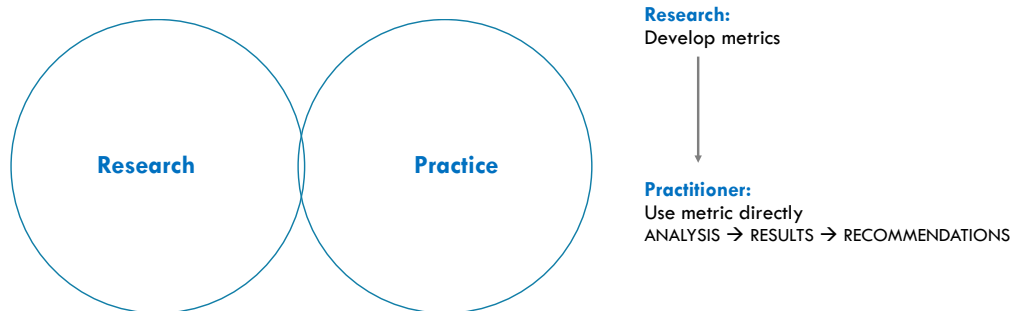 Research
Practice
Research:
Develop metrics
Practitioner:
Use metric directly
ANALYSIS → RESULTS → RECOMMENDATIONS